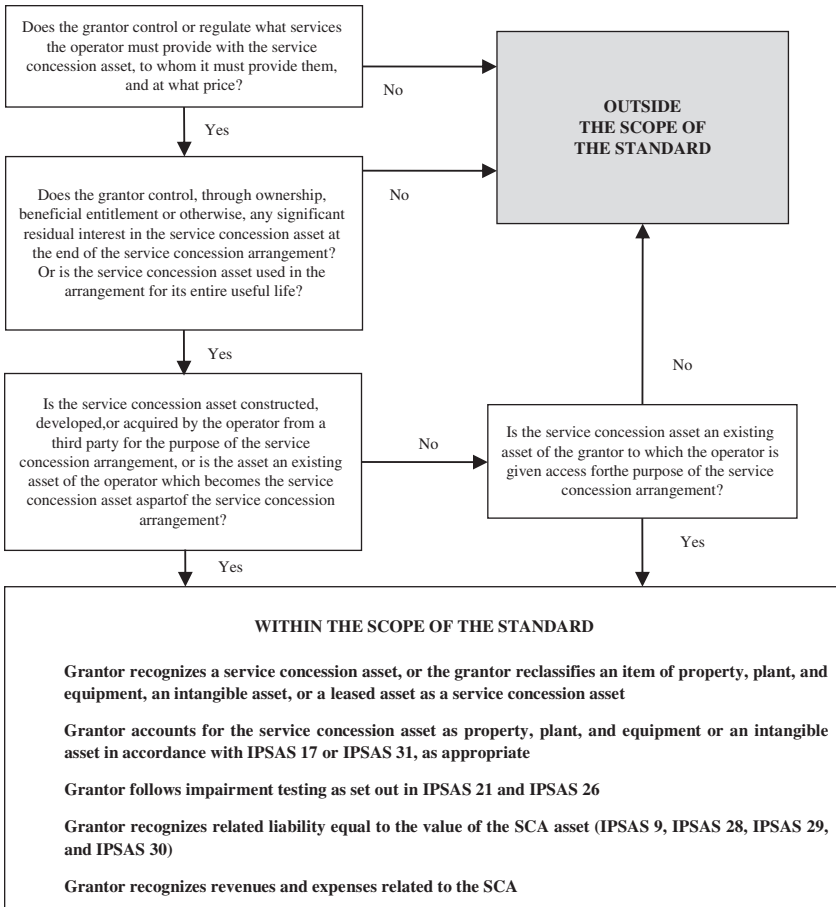 Does the grantor control or regulate what services
the operator must provide with the service
concession asset, to whom it must provide them,
and at what price?
No
OUTSIDE
THE SCOPE OF
THE STANDARD
Yes
Does the grantor control, through ownership,
beneficial entitlement or otherwise, any significant
residual interest in the service concession asset at
the end of the service concession arrangement?
Or is the service concession asset used in the
arrangement for its entire useful life?
No
Yes
No
Is the service concession asset constructed,
developed,or acquired by the operator from a
third party for the purpose of the service
concession arrangement, or is the asset an existing
asset of the operator which becomes the service
concession asset aspartof the service concession
arrangement?
No
Is the service concession asset an existing
asset of the grantor to which the operator is
given access forthe purpose of the service
concession arrangement?
Yes
Yes
WITHIN THE SCOPE OF THE STANDARD
Grantor recognizes a service concession asset, or the grantor reclassifies an item of property, plant, and
equipment, an intangible asset, or a leased asset as a service concession asset
Grantor accounts for the service concession asset as property, plant, and equipment or an intangible
asset in accordance with IPSAS 17 or IPSAS 31, as appropriate
Grantor follows impairment testing as set out in IPSAS 21 and IPSAS 26
Grantor recognizes related liability equal to the value of the SCA asset (IPSAS 9, IPSAS 28, IPSAS 29,
and IPSAS 30)
Grantor recognizes revenues and expenses related to the SCA